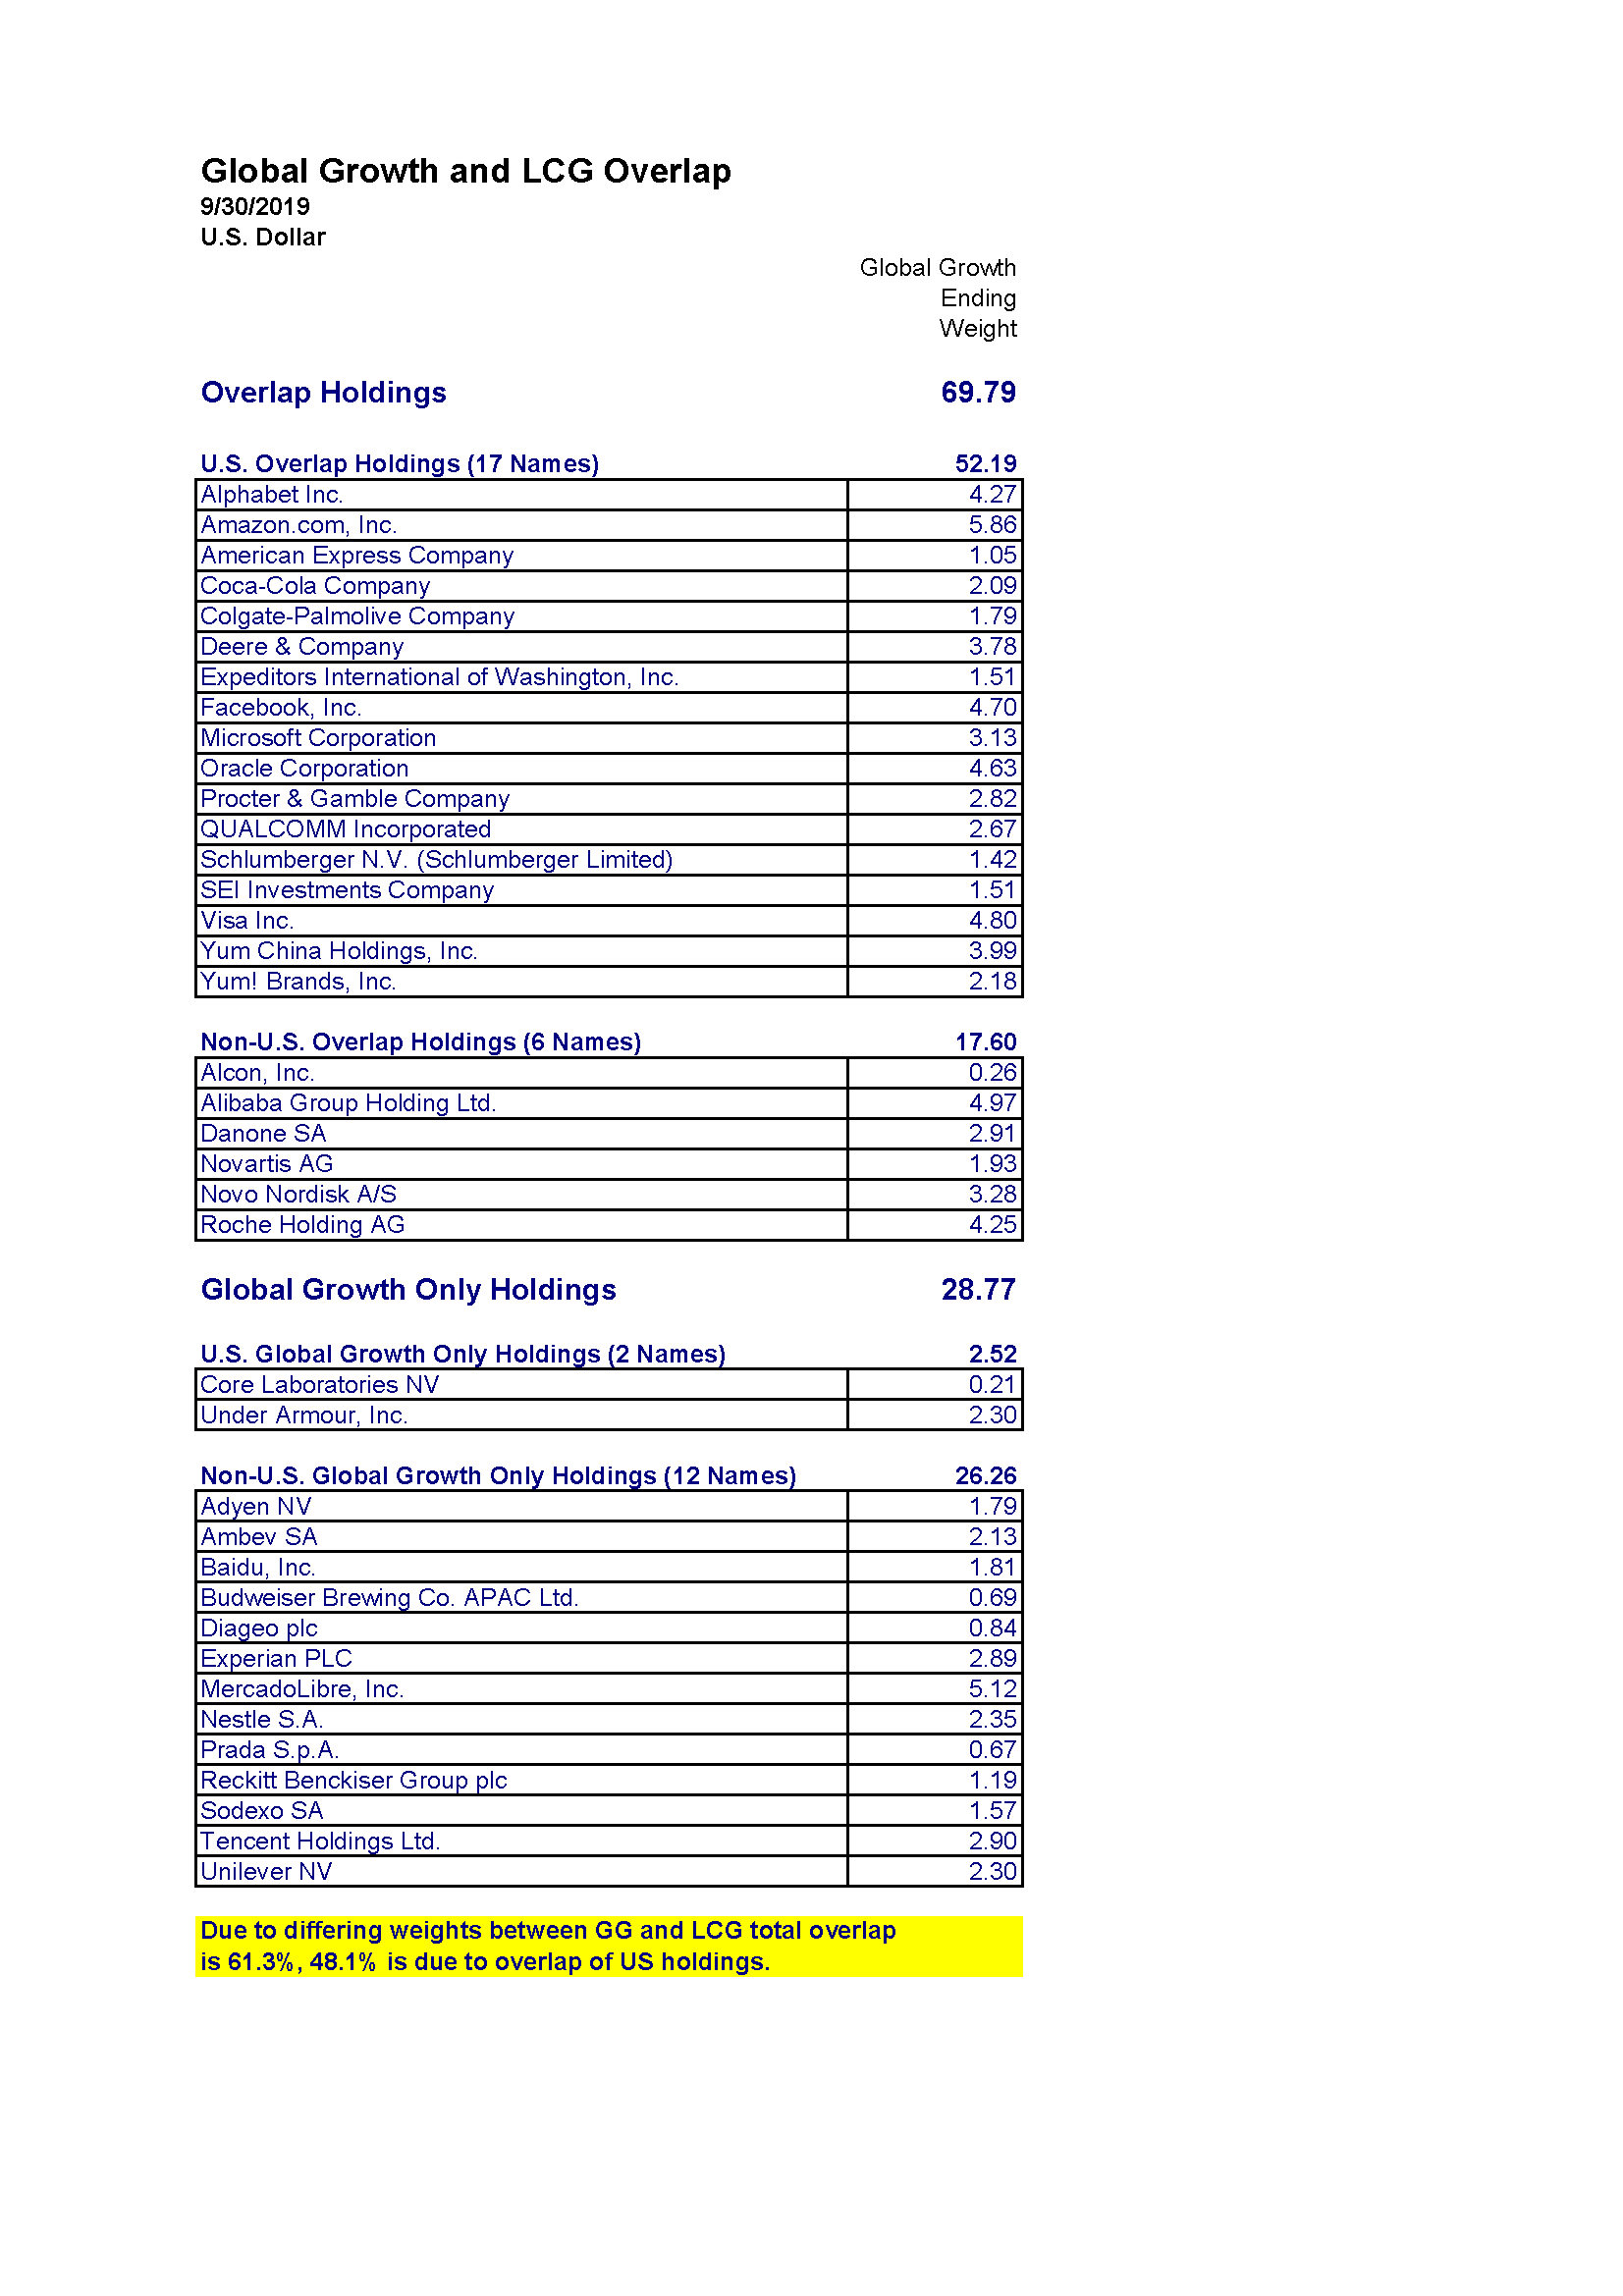 Global Growth and LCG Overlap
9/30/2019
U.S. Dollar
Global Growth
Ending
Weight
Overlap Holdings 69.79
U.S. Overlap Holdings (17 Names) 52.19
Alphabet Inc. 4.27
Amazon.com, Inc. 5.86
American Express Company 1.05
Coca-Cola Company 2.09
Colgate-Palmolive Company 1.79
Deere & Company 3.78
Expeditors International of Washington, Inc. 1.51
Facebook, Inc. 4.70
Microsoft Corporation 3.13
Oracle Corporation 4.63
Procter & Gamble Company 2.82
QUALCOMM Incorporated 2.67
Schlumberger N.V. (Schlumberger Limited) 1.42
SEI Investments Company 1.51
Visa Inc. 4.80
Yum China Holdings, Inc. 3.99
Yum! Brands, Inc. 2.18
Non-U.S. Overlap Holdings (6 Names) 17.60
Alcon, Inc. 0.26
Alibaba Group Holding Ltd. 4.97
Danone SA 2.91
Novartis AG 1.93
Novo Nordisk A/S 3.28
Roche Holding AG 4.25
Global Growth Only Holdings 28.77
U.S. Global Growth Only Holdings (2 Names) 2.52
Core Laboratories NV 0.21
Under Armour, Inc. 2.30
Non-U.S. Global Growth Only Holdings (12 Names) 26.26
Adyen NV 1.79
Ambev SA 2.13
Baidu, Inc. 1.81
Budweiser Brewing Co. APAC Ltd. 0.69
Diageo plc 0.84
Experian PLC 2.89
MercadoLibre, Inc. 5.12
Nestle S.A. 2.35
Prada S.p.A. 0.67
Reckitt Benckiser Group plc 1.19
Sodexo SA 1.57
Tencent Holdings Ltd. 2.90
Unilever NV 2.30
Due to differing weights between GG and LCG total overlap
is 61.3%, 48.1% is due to overlap of US holdings.